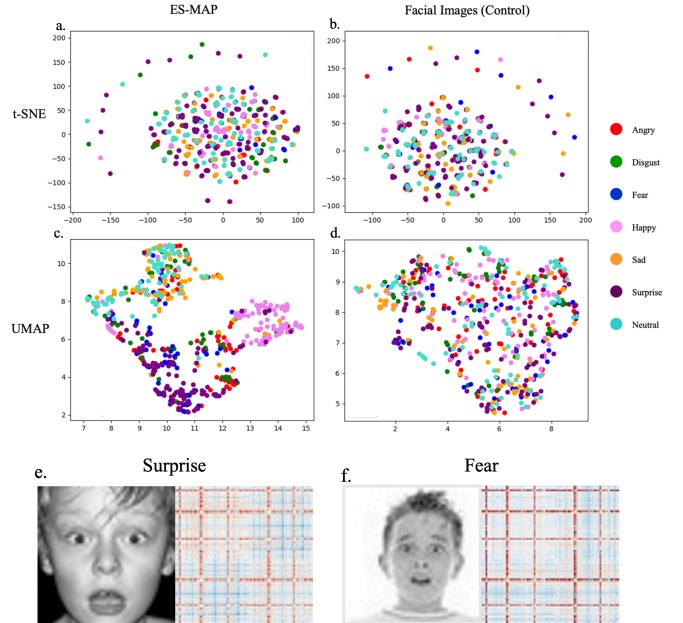 ES-MAP
Facial Images (Control)
a.
b.
t-SNE
200
150
100
50
0
−50
−100
−150
−200 −150 −100 −50 0 50 100
200
150
100
50
0
−50
−100
−100 −50 0 50 100 150 200
Angry
Disgust
Fear
Happy
Sad
Surprise
Neutral
c.
d.
UMAP
10
8
6
4
2
7 8 9 10 11 12 13 14 15
10
9
8
7
6
5
2 4 6 8
e.
Surprise
f.
Fear